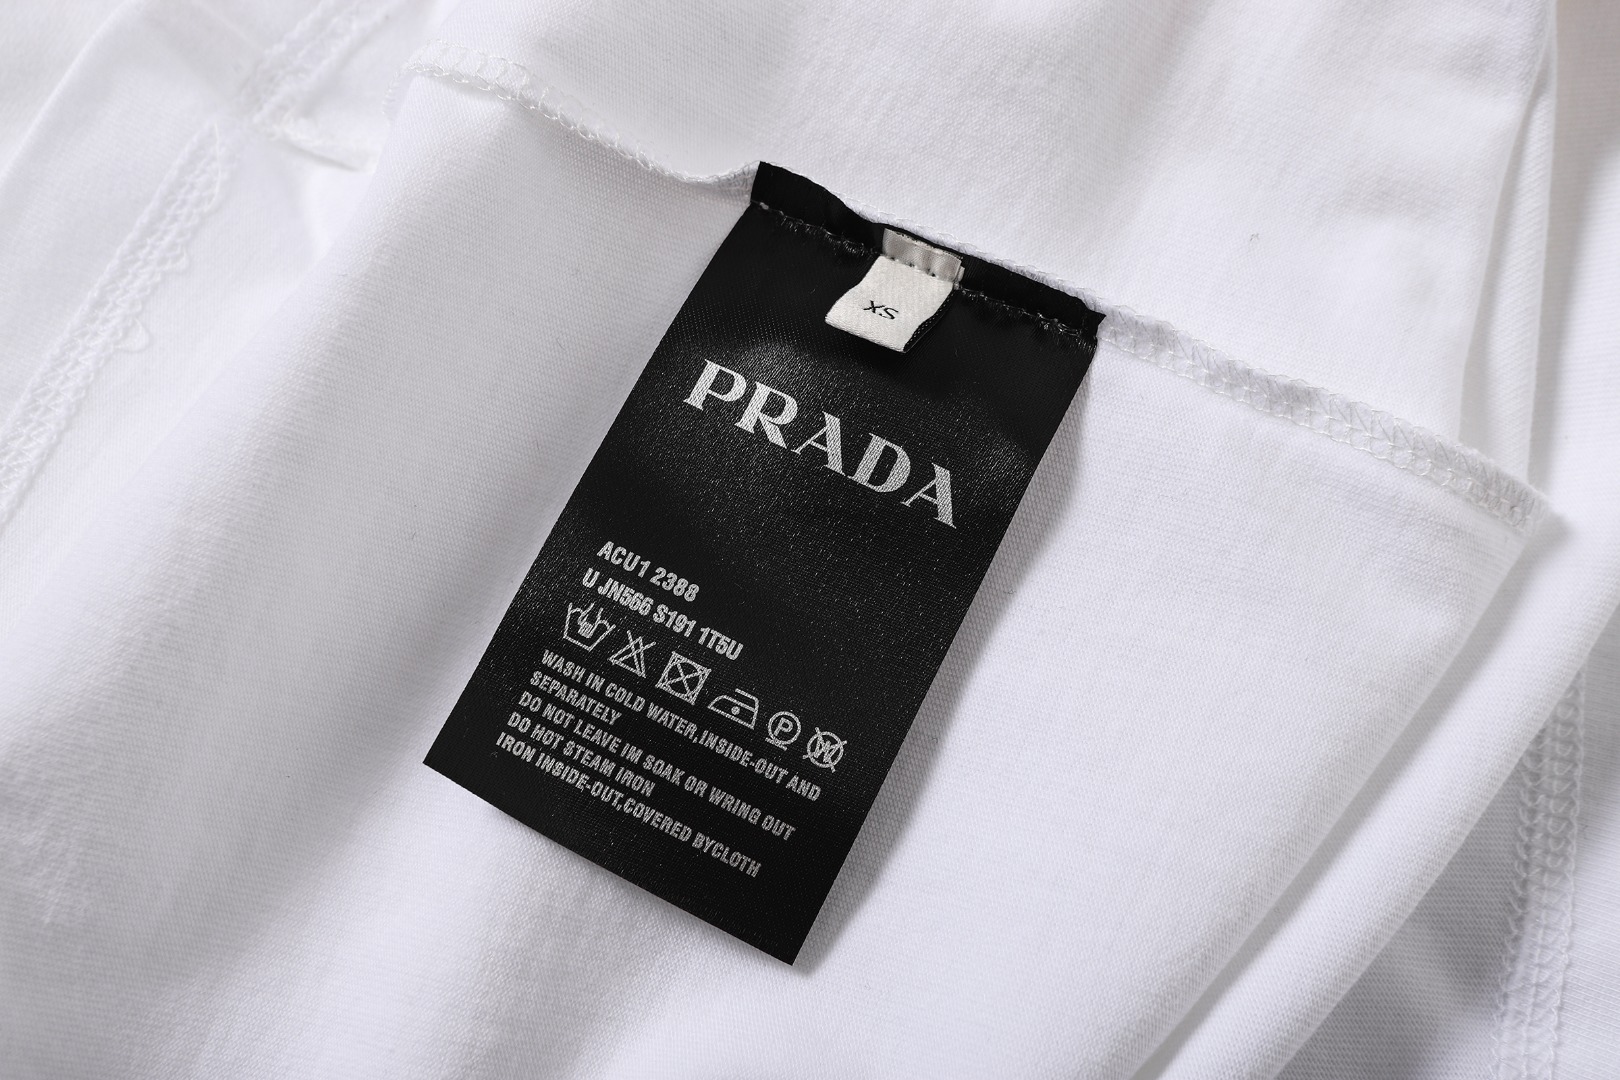 XS
PRADA
ACU1 2388
U JN566 S191 1T5U
P
WASH IN COLD WATER,INSIDE-OUT AND
SEPARATELY
DO NOT LEAVE IM SOAK OR WRING OUT
DO HOT STEAM IRON
IRON INSIDE-OUT,COVERED BYCLOTH